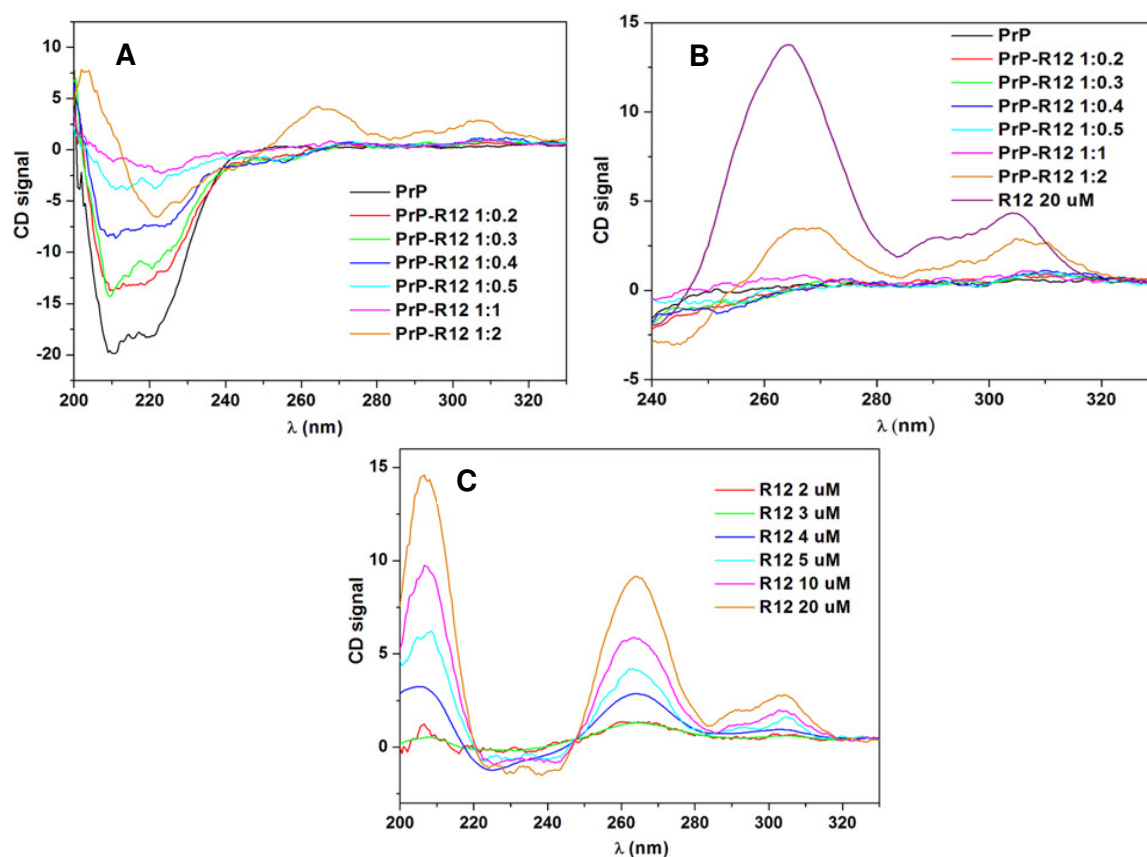 A
CD signal
10
5
0
-5
-10
-15
-20
PrP
PrP-R12 1:0.2
PrP-R12 1:0.3
PrP-R12 1:0.4
PrP-R12 1:0.5
PrP-R12 1:1
PrP-R12 1:2
200 220 240 260 280 300 320
λ (nm)
B
CD signal
15
10
5
0
-5
PrP
PrP-R12 1:0.2
PrP-R12 1:0.3
PrP-R12 1:0.4
PrP-R12 1:0.5
PrP-R12 1:1
PrP-R12 1:2
R12 20 uM
240 260 280 300 320
λ (nm)
C
CD signal
15
10
5
0
R12 2 uM
R12 3 uM
R12 4 uM
R12 5 uM
R12 10 uM
R12 20 uM
200 220 240 260 280 300 320
λ (nm)